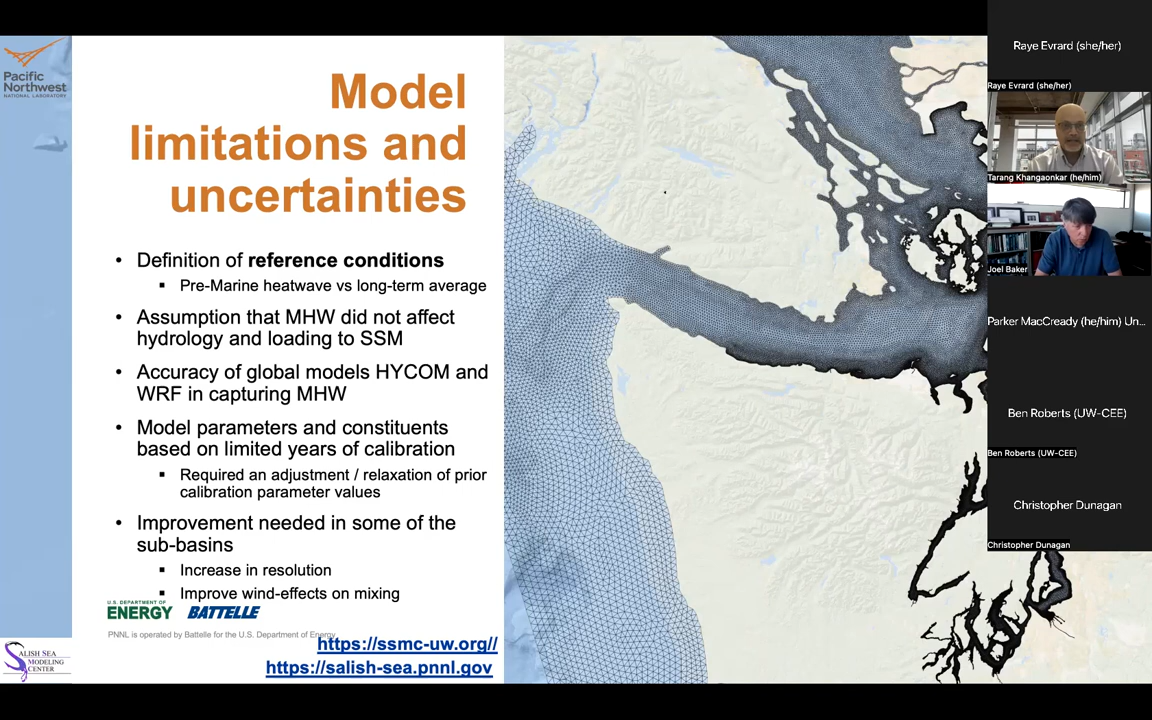 Pacific
Northwest
NATIONAL LABORATORY
Model
limitations and
uncertainties
• Definition of reference conditions
▪ Pre-Marine heatwave vs long-term average
• Assumption that MHW did not affect
hydrology and loading to SSM
• Accuracy of global models HYCOM and
WRF in capturing MHW
• Model parameters and constituents
based on limited years of calibration
▪ Required an adjustment / relaxation of prior
calibration parameter values
• Improvement needed in some of the
sub-basins
▪ Increase in resolution
▪ Improve wind-effects on mixing
U.S. DEPARTMENT OF
ENERGY
BATTELLE
PNNL is operated by Battelle for the U.S. Department of Energy
https://ssmc-uw.org//
https://salish-sea.pnnl.gov
SALISH SEA
MODELING
CENTER
Raye Evrard (she/her)
Raye Evrard (she/her)
Tarang Khangaonkar (he/him)
Joel Baker
Parker MacCready (he/him) Un...
Ben Roberts (UW-CEE)
Ben Roberts (UW-CEE)
Christopher Dunagan
Christopher Dunagan